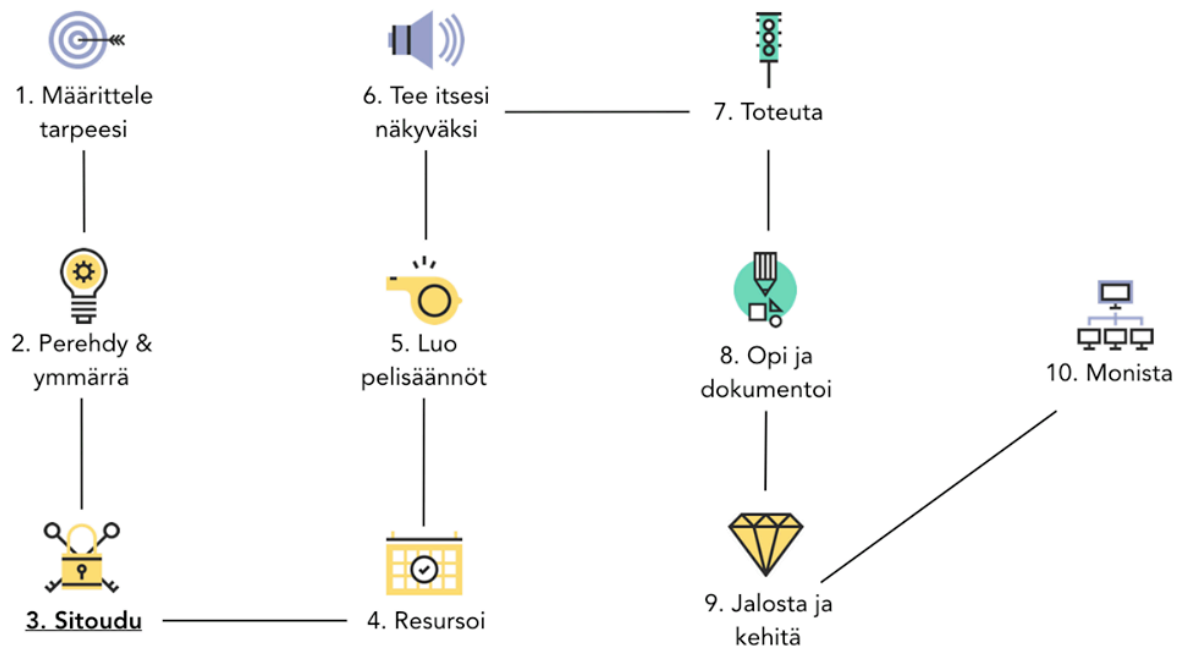 1. Määrittele
tarpeesi
2. Perehdy &
ymmärrä
3. Sitoudu
4. Resursoi
5. Luo
pelisäännöt
6. Tee itsesi
näkyväksi
7. Toteuta
8. Opi ja
dokumentoi
9. Jalosta ja
kehitä
10. Monista